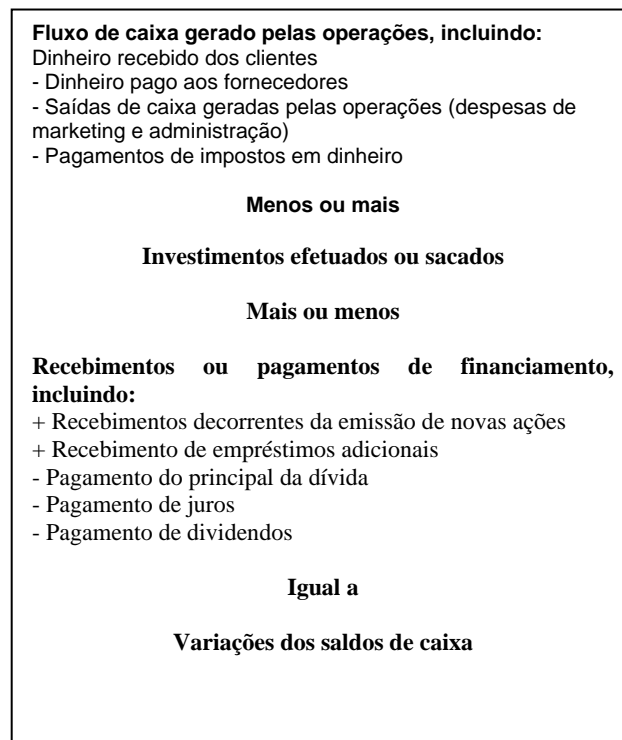 Fluxo de caixa gerado pelas operações, incluindo:
Dinheiro recebido dos clientes
- Dinheiro pago aos fornecedores
- Saídas de caixa geradas pelas operações (despesas de
marketing e administração)
- Pagamentos de impostos em dinheiro
Menos ou mais
Investimentos efetuados ou sacados
Mais ou menos
Recebimentos ou pagamentos de financiamento,
incluindo:
+ Recebimentos decorrentes da emissão de novas ações
+ Recebimento de empréstimos adicionais
- Pagamento do principal da dívida
- Pagamento de juros
- Pagamento de dividendos
Igual a
Variações dos saldos de caixa